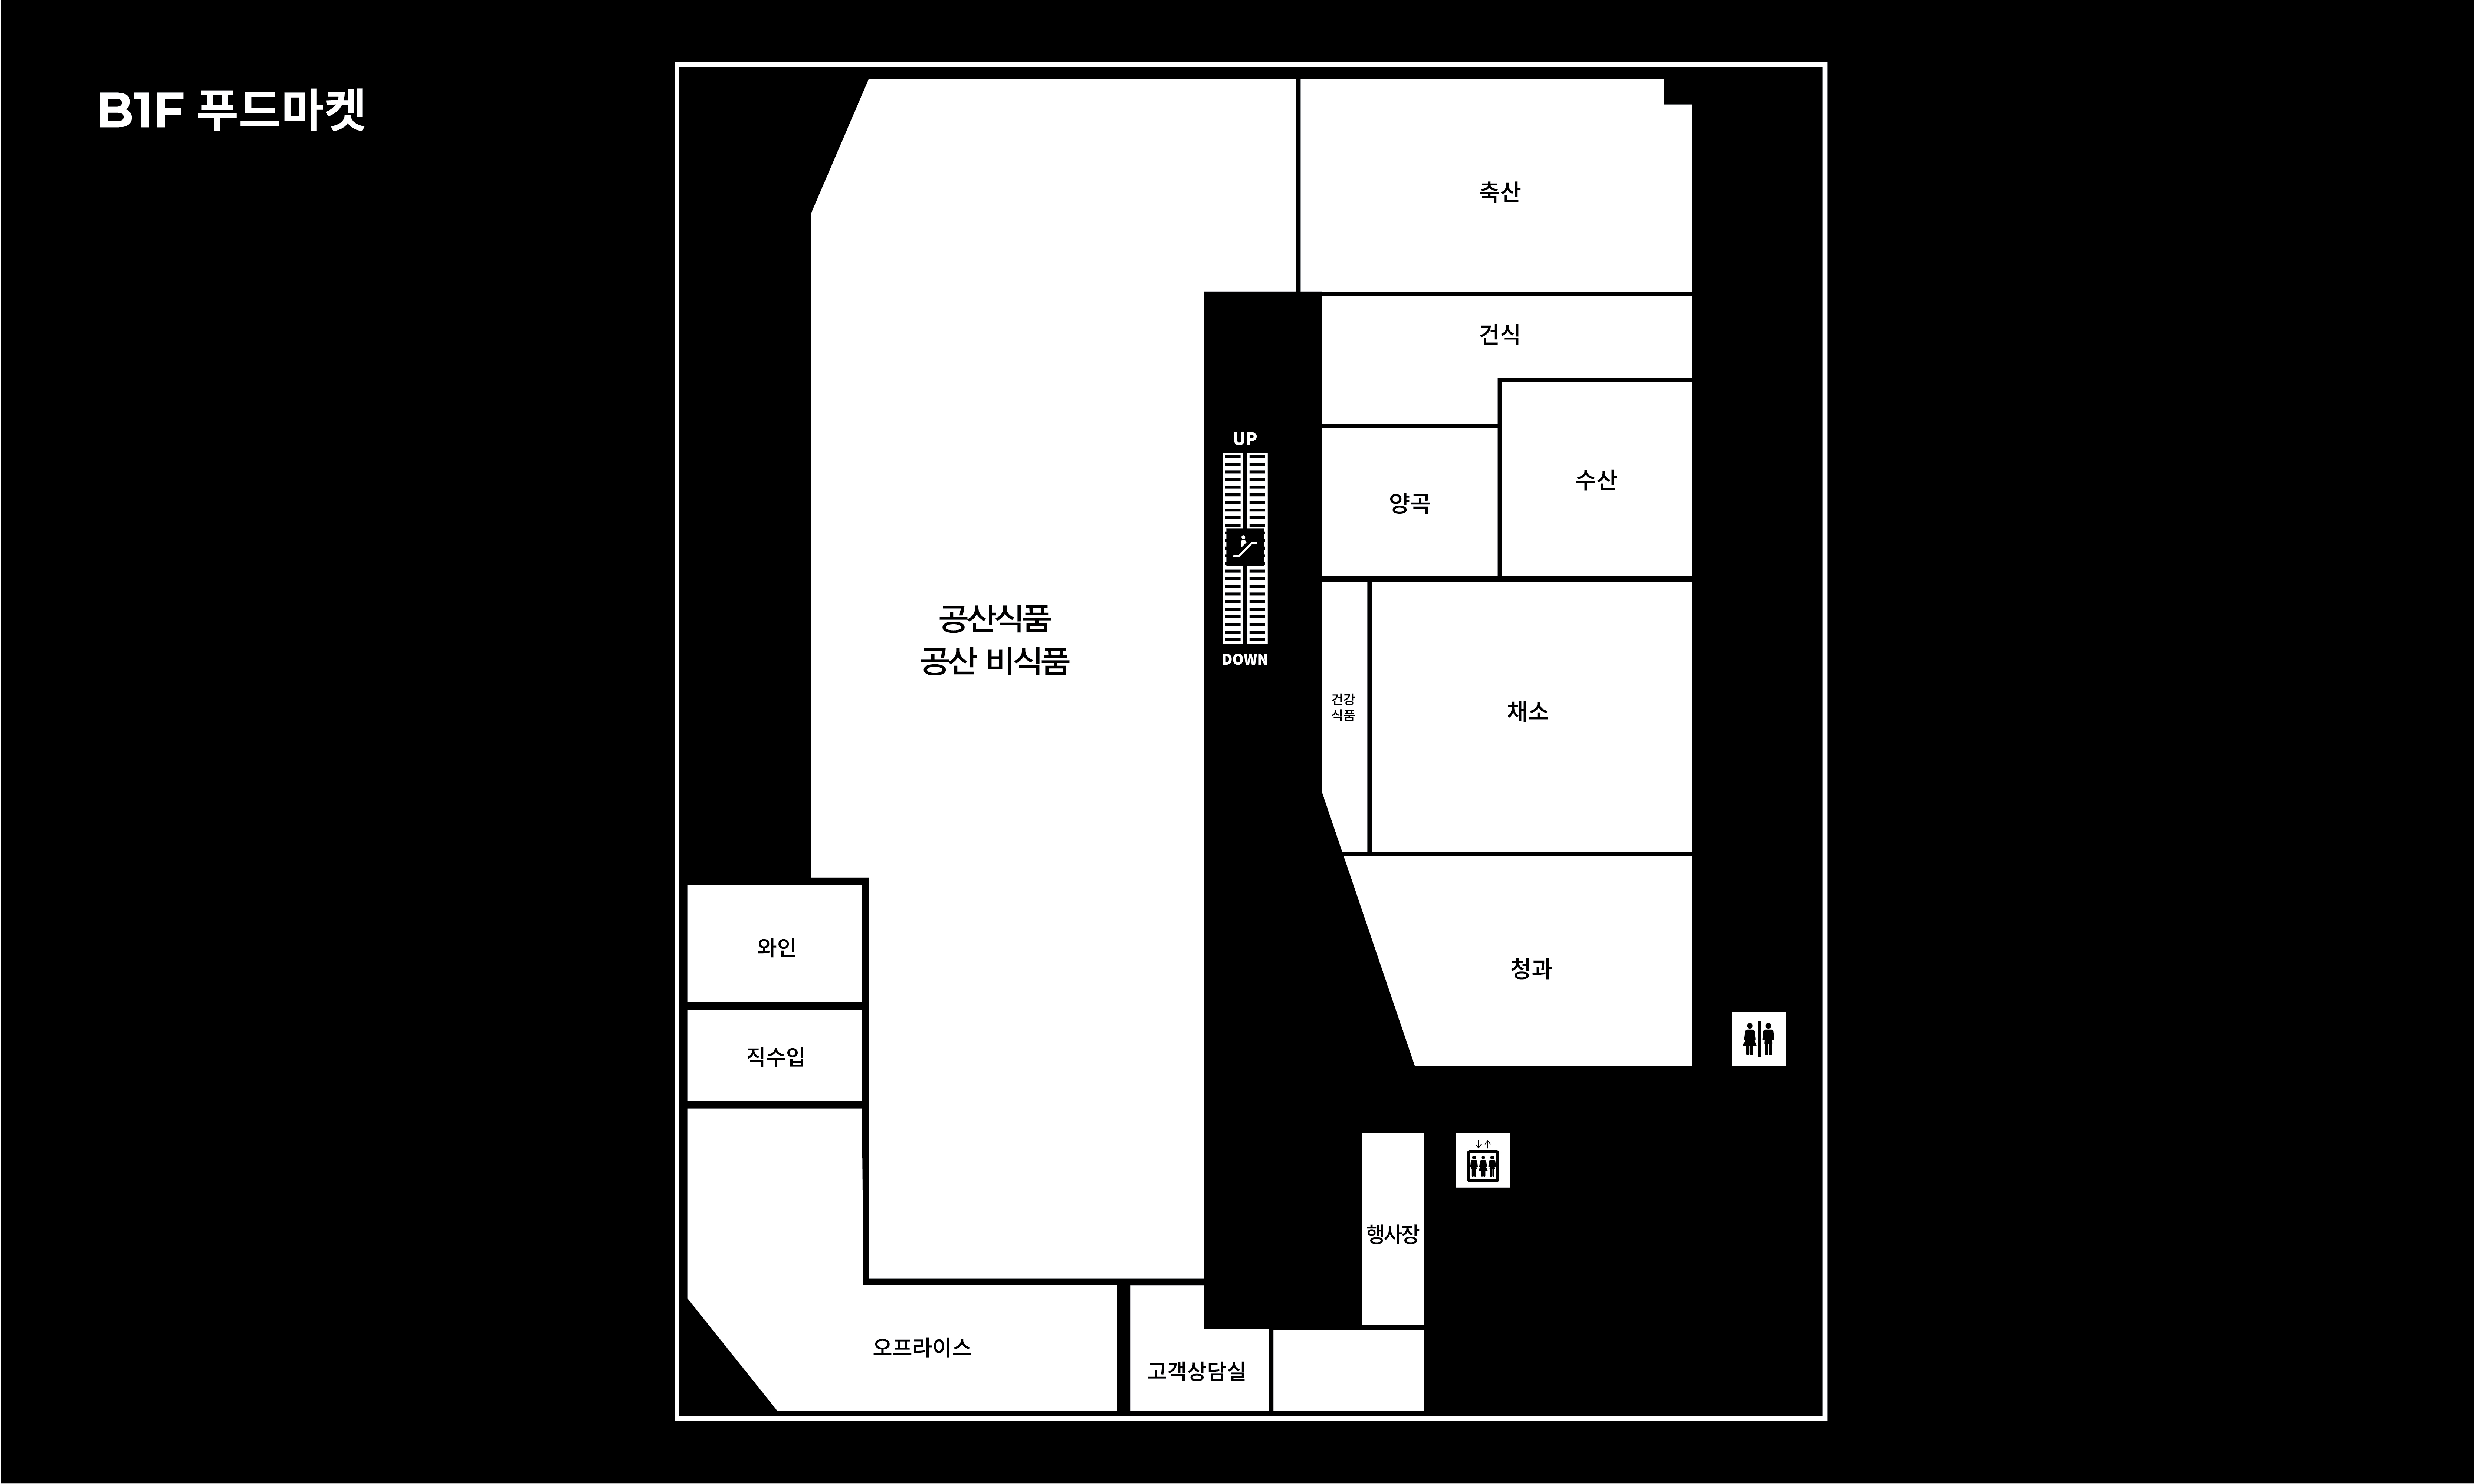 B1F 푸드마켓
축산
건식
UP
수산
양곡
공산식품
공산 비식품
DOWN
건강
식품
채소
와인
청과
직수입
행사장
오프라이스
고객상담실